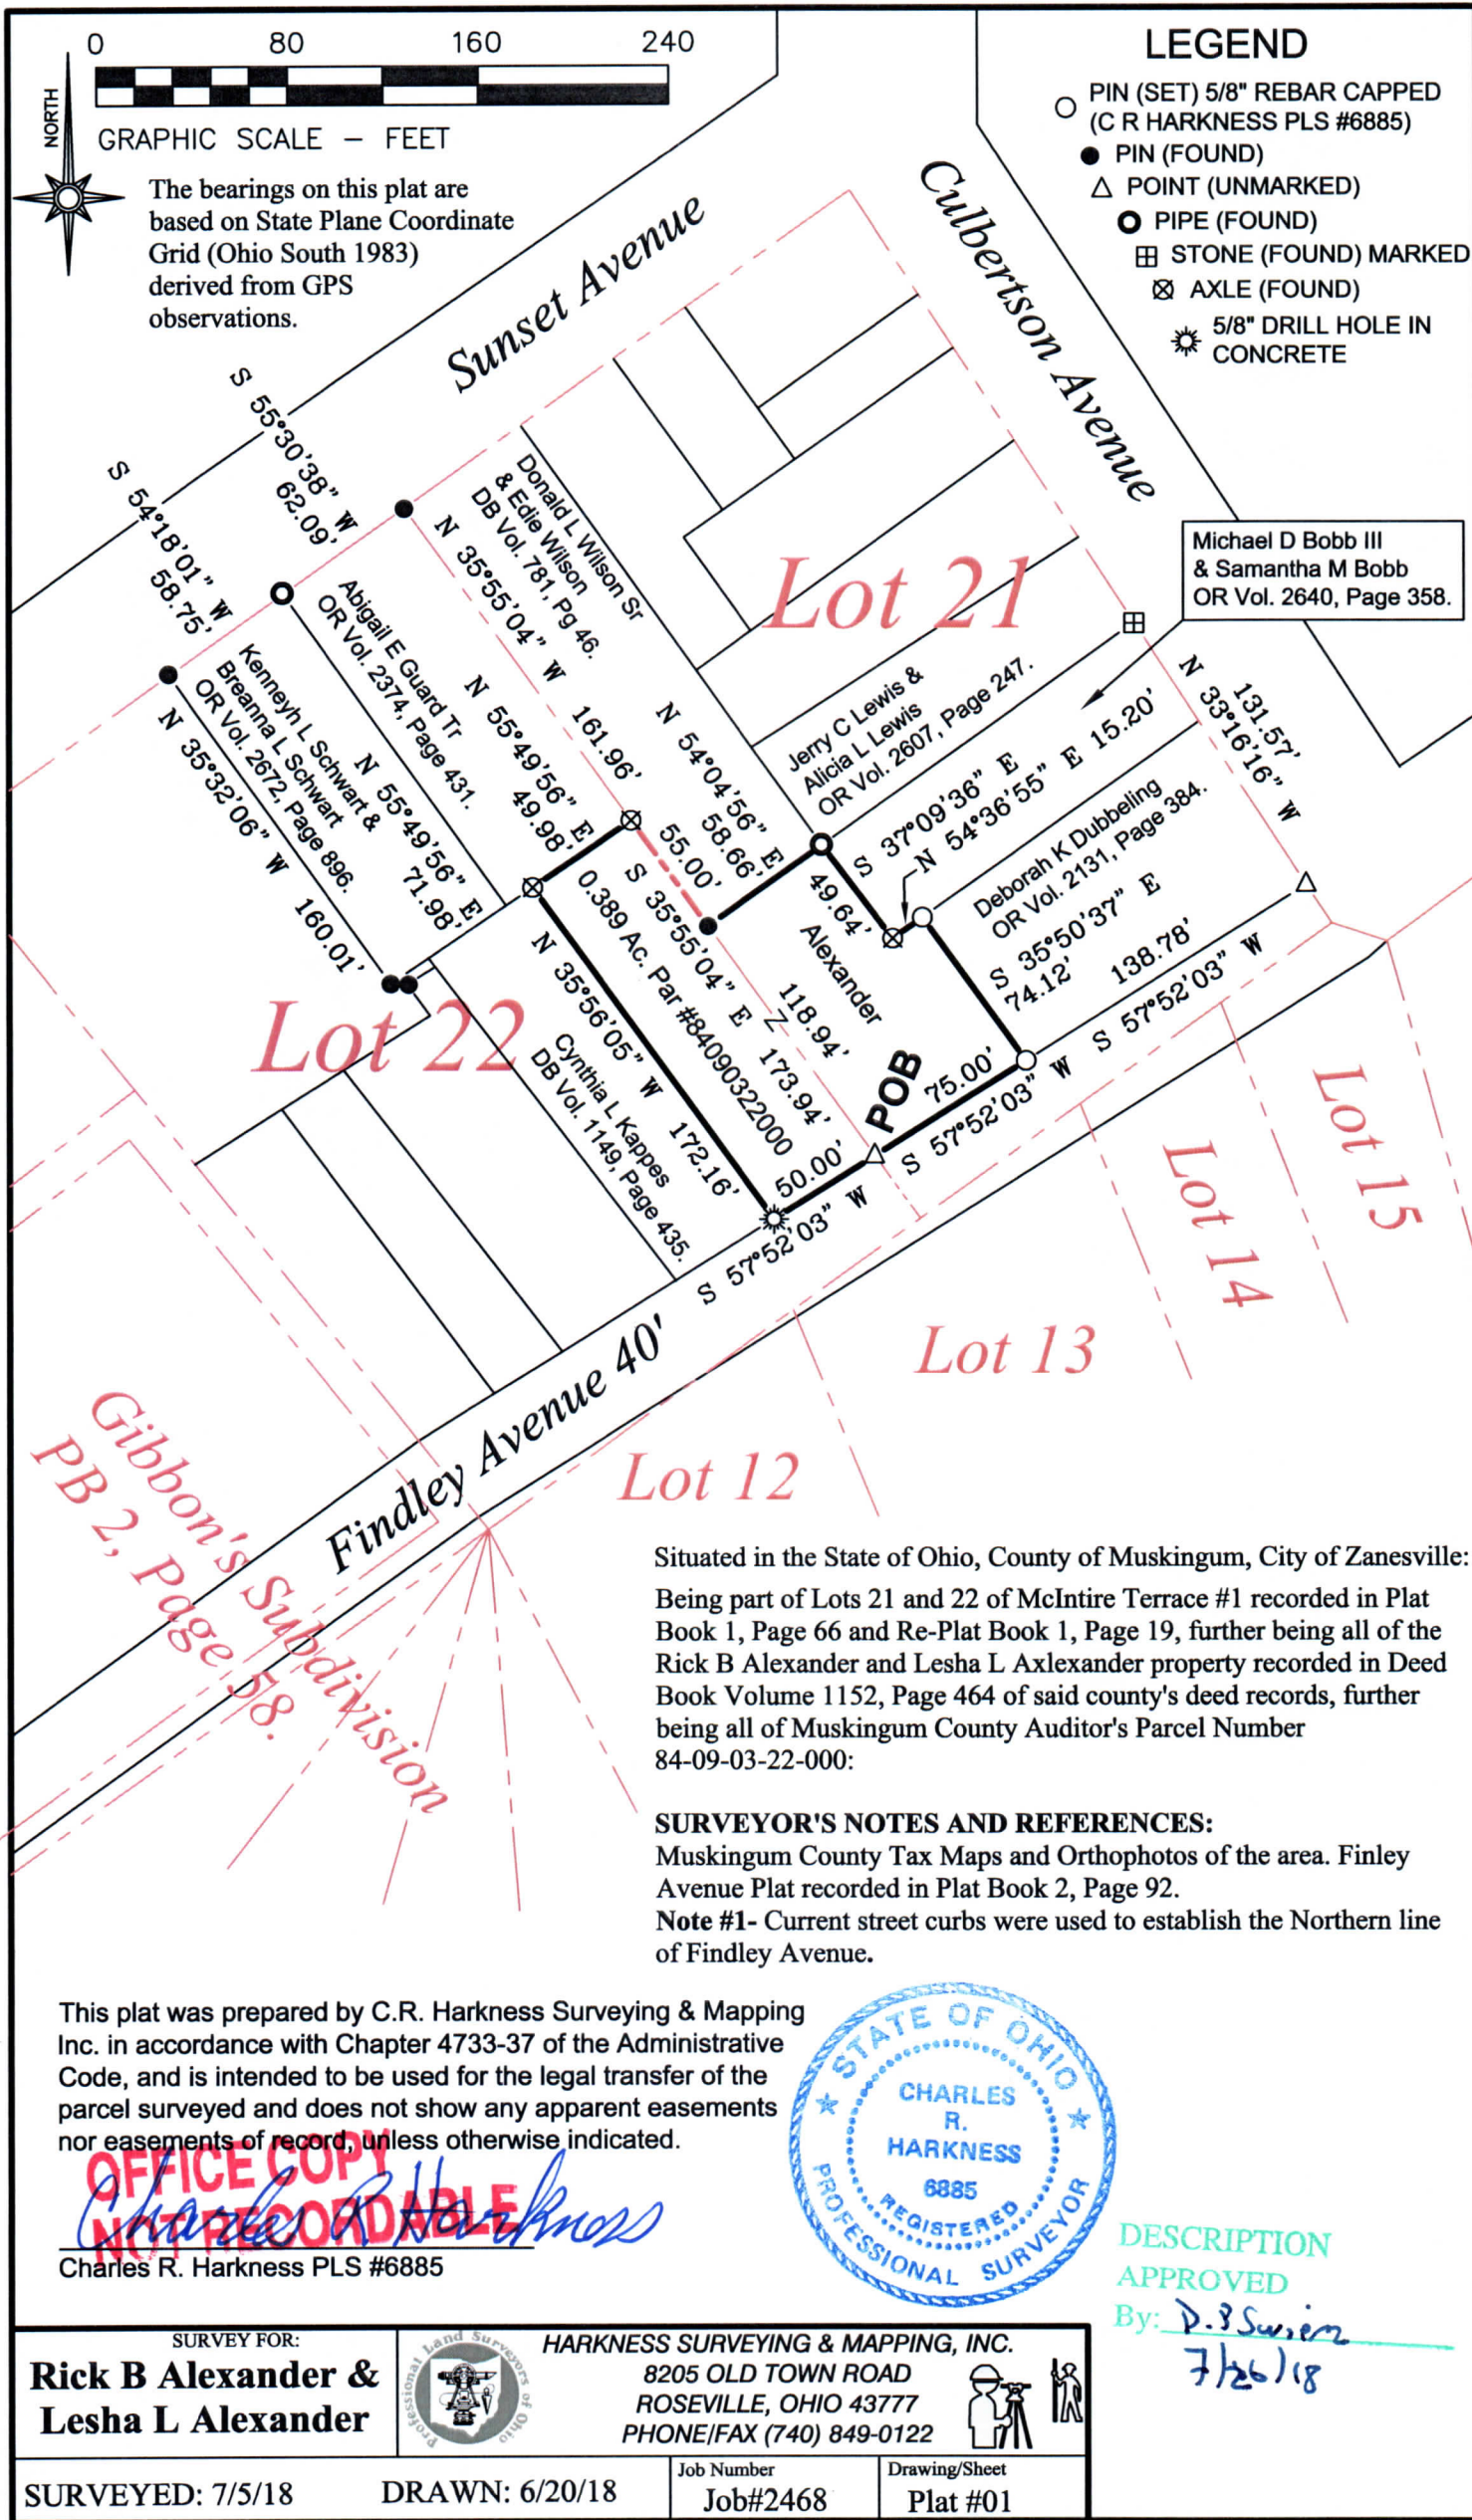 0 80 160 240
NORTH
GRAPHIC SCALE – FEET
The bearings on this plat are
based on State Plane Coordinate
Grid (Ohio South 1983)
derived from GPS
observations.
LEGEND
PIN (SET) 5/8" REBAR CAPPED
(C R HARKNESS PLS #6885)
PIN (FOUND)
POINT (UNMARKED)
PIPE (FOUND)
STONE (FOUND) MARKED
AXLE (FOUND)
5/8" DRILL HOLE IN
CONCRETE
Sunset Avenue
Culbertson Avenue
S 55°30'38" W
62.09'
S 54°18'01" W
58.75'
Donald L Wilson Sr
& Edie Wilson
DB Vol. 781, Pg 46.
N 35°55'04" W 161.96'
Abigail E Guard Tr
OR Vol. 2374, Page 431.
Kenneyh L Schwart &
Breanna L Schwart
OR Vol. 2672, Page 896.
N 35°32'06" W 160.01'
N 55°49'56" E
71.98'
N 55°49'56" E
49.98'
N 54°04'56" E
58.66'
55.00'
Lot 21
Michael D Bobb III
& Samantha M Bobb
OR Vol. 2640, Page 358.
Jerry C Lewis &
Alicia L Lewis
OR Vol. 2607, Page 247.
S 37°09'36" E
49.64'
N 54°36'55" E 15.20'
131.57'
N 33°16'16" W
Deborah K Dubbeling
OR Vol. 2131, Page 384.
S 35°50'37" E
74.12'
138.78'
S 57°52'03" W
Alexander
S 35°55'04" E 173.94'
118.94'
Z
0.389 Ac. Par #84090322000
N 35°56'05" W 172.16'
Cynthia L Kappes
DB Vol. 1149, Page 435.
Lot 22
POB
75.00'
S 57°52'03" W
50.00'
S 57°52'03" W
Lot 15
Lot 14
Lot 13
Lot 12
Findley Avenue 40'
Gibbon's Subdivision
PB 2, Page 58.
Situated in the State of Ohio, County of Muskingum, City of Zanesville:
Being part of Lots 21 and 22 of McIntire Terrace #1 recorded in Plat
Book 1, Page 66 and Re-Plat Book 1, Page 19, further being all of the
Rick B Alexander and Lesha L Axlexander property recorded in Deed
Book Volume 1152, Page 464 of said county's deed records, further
being all of Muskingum County Auditor's Parcel Number
84-09-03-22-000:
SURVEYOR'S NOTES AND REFERENCES:
Muskingum County Tax Maps and Orthophotos of the area. Finley
Avenue Plat recorded in Plat Book 2, Page 92.
Note #1- Current street curbs were used to establish the Northern line
of Findley Avenue.
This plat was prepared by C.R. Harkness Surveying & Mapping
Inc. in accordance with Chapter 4733-37 of the Administrative
Code, and is intended to be used for the legal transfer of the
parcel surveyed and does not show any apparent easements
nor easements of record, unless otherwise indicated.
OFFICE COPY
NOT RECORDABLE
Charles R Harkness
Charles R. Harkness PLS #6885
STATE OF OHIO
CHARLES
R.
HARKNESS
6885
REGISTERED
PROFESSIONAL SURVEYOR
DESCRIPTION
APPROVED
By:
7/26/18
SURVEY FOR:
Rick B Alexander &
Lesha L Alexander
Professional Land Surveyors of Ohio
HARKNESS SURVEYING & MAPPING, INC.
8205 OLD TOWN ROAD
ROSEVILLE, OHIO 43777
PHONE/FAX (740) 849-0122
SURVEYED: 7/5/18 DRAWN: 6/20/18
Job Number
Job#2468
Drawing/Sheet
Plat #01